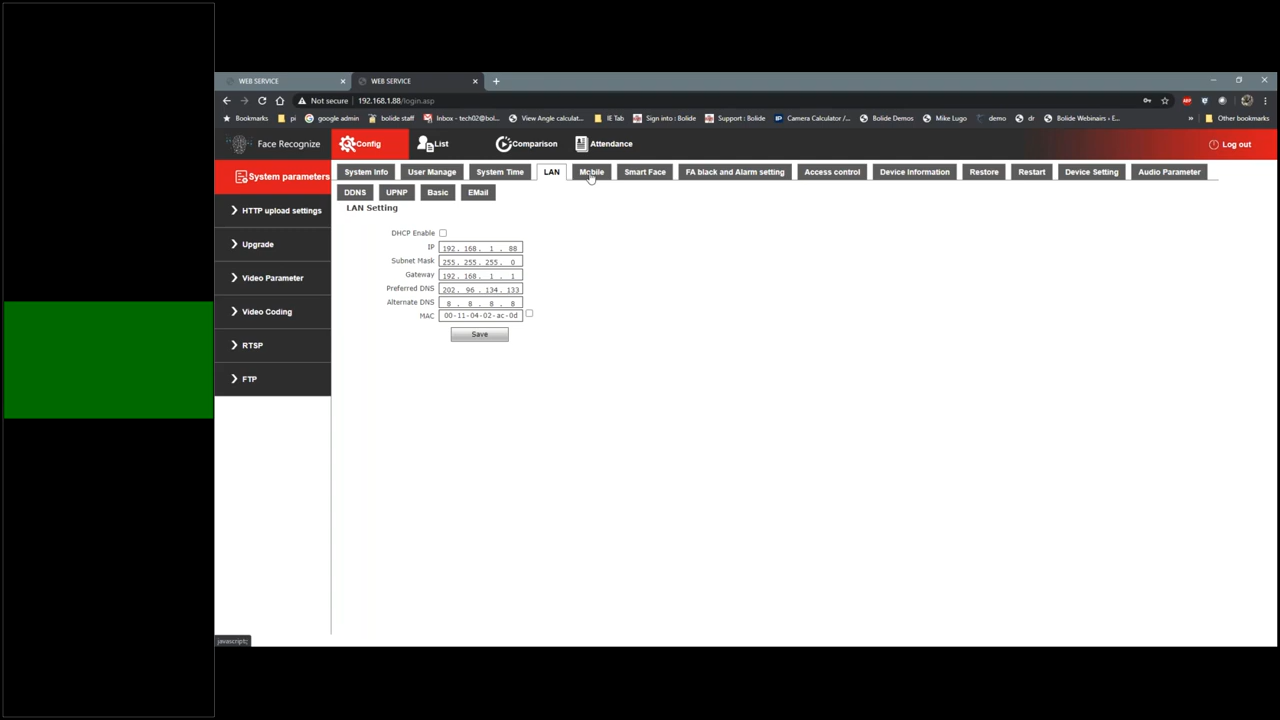 WEB SERVICE
WEB SERVICE
Not secure
192.168.1.88/login.asp
Bookmarks
pi
google admin
bolide staff
Inbox - tech02@bol...
View Angle calculat...
IE Tab
Sign into : Bolide
Support : Bolide
Camera Calculator /...
Bolide Demos
Mike Lugo
demo
dr
Bolide Webinairs › E...
»
Other bookmarks
Face Recognize
Config
List
Comparison
Attendance
Log out
System parameters
HTTP upload settings
Upgrade
Video Parameter
Video Coding
RTSP
FTP
System Info
User Manage
System Time
LAN
Mobile
Smart Face
FA black and Alarm setting
Access control
Device Information
Restore
Restart
Device Setting
Audio Parameter
DDNS
UPNP
Basic
EMail
LAN Setting
DHCP Enable
IP 192. 168. 1 . 88
Subnet Mask 255. 255. 255. 0
Gateway 192. 168. 1 . 1
Preferred DNS 202. 96 . 134. 133
Alternate DNS 8 . 8 . 8 . 8
MAC 00-11-04-02-ac-0d
Save
javascript:;